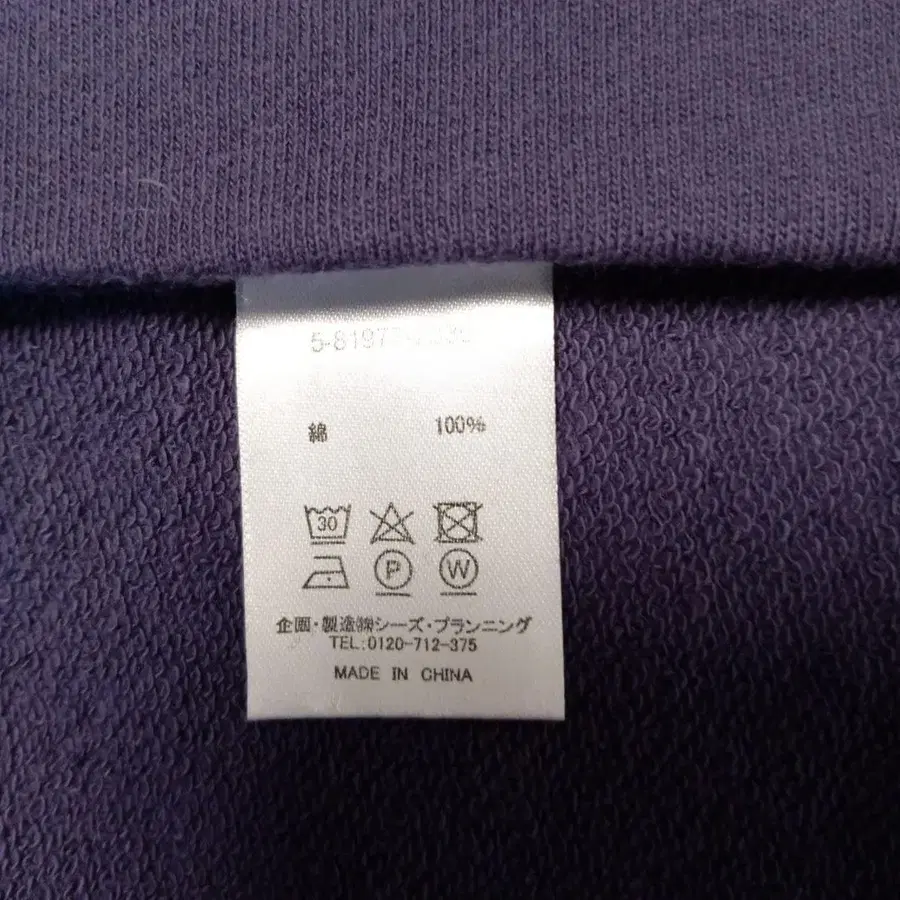 綿 100%
30
P W
企画・製造㈱シーズ・プランニング
TEL:0120-712-375
MADE IN CHINA